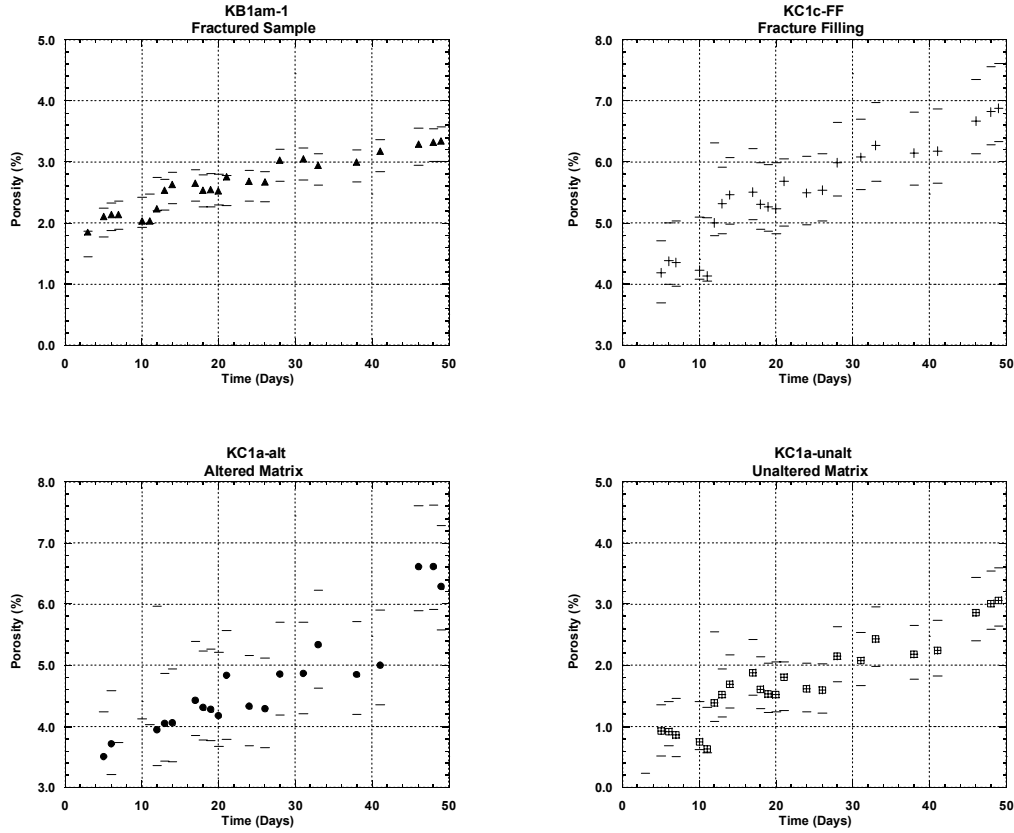 KB1am-1
Fractured Sample
5.0
4.0
3.0
2.0
1.0
0.0
Porosity (%)
0 10 20 30 40 50
Time (Days)
KC1c-FF
Fracture Filling
8.0
7.0
6.0
5.0
4.0
3.0
Porosity (%)
0 10 20 30 40 50
Time (Days)
KC1a-alt
Altered Matrix
8.0
7.0
6.0
5.0
4.0
3.0
Porosity (%)
0 10 20 30 40 50
Time (Days)
KC1a-unalt
Unaltered Matrix
5.0
4.0
3.0
2.0
1.0
0.0
Porosity (%)
0 10 20 30 40 50
Time (Days)